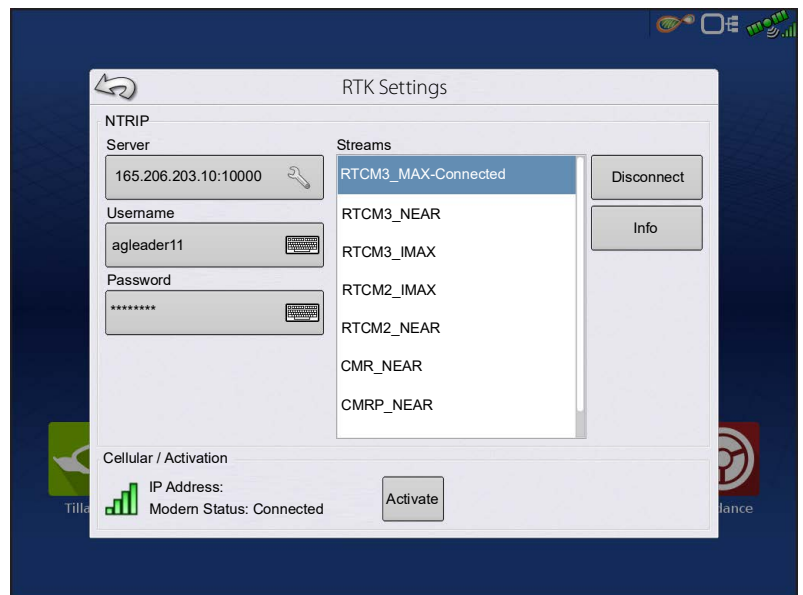 RTK Settings
NTRIP
Server
165.206.203.10:10000
Username
agleader11
Password
********
Streams
RTCM3_MAX-Connected
RTCM3_NEAR
RTCM3_IMAX
RTCM2_IMAX
RTCM2_NEAR
CMR_NEAR
CMRP_NEAR
Disconnect
Info
Cellular / Activation
IP Address:
Modern Status: Connected
Activate
Tilla
dance